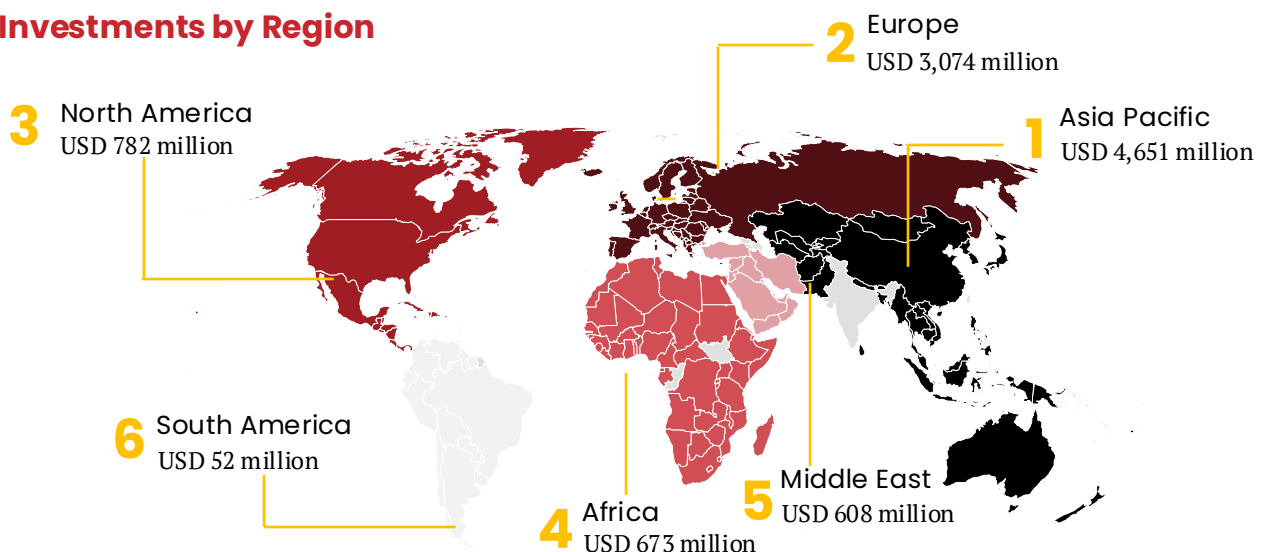 Investments by Region
2
Europe
USD 3,074 million
3
North America
USD 782 million
1
Asia Pacific
USD 4,651 million
6
South America
USD 52 million
5
Middle East
USD 608 million
4
Africa
USD 673 million